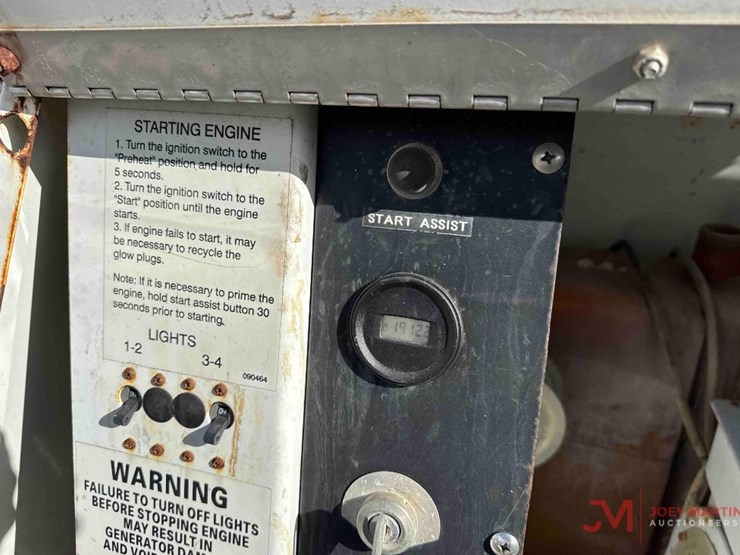 STARTING ENGINE
1. Turn the ignition switch to the
"Preheat" position and hold for
5 seconds.
2. Turn the ignition switch to the
"Start" position until the engine
starts.
3. If engine fails to start, it may
be necessary to recycle the
glow plugs.
Note: If it is necessary to prime the
engine, hold start assist button 30
seconds prior to starting.
LIGHTS
1-2
3-4
090464
WARNING
FAILURE TO TURN OFF LIGHTS
BEFORE STOPPING ENGINE
MAY RESULT IN
GENERATOR
AND
START ASSIST
JM
JOEY MARTIN
AUCTIONEERS